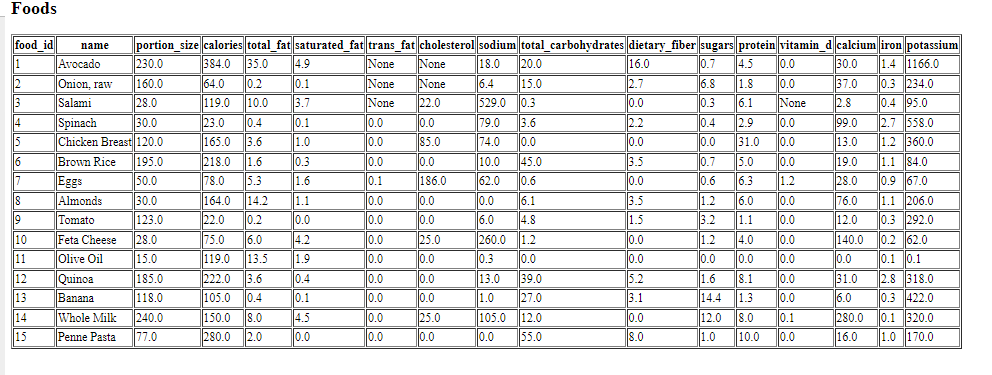 Foods
food_id name portion_size calories total_fat saturated_fat trans_fat cholesterol sodium total_carbohydrates dietary_fiber sugars protein vitamin_d calcium iron potassium
1 Avocado 230.0 384.0 35.0 4.9 None None 18.0 20.0 16.0 0.7 4.5 0.0 30.0 1.4 1166.0
2 Onion, raw 160.0 64.0 0.2 0.1 None None 6.4 15.0 2.7 6.8 1.8 0.0 37.0 0.3 234.0
3 Salami 28.0 119.0 10.0 3.7 None 22.0 529.0 0.3 0.0 0.3 6.1 None 2.8 0.4 95.0
4 Spinach 30.0 23.0 0.4 0.1 0.0 0.0 79.0 3.6 2.2 0.4 2.9 0.0 99.0 2.7 558.0
5 Chicken Breast 120.0 165.0 3.6 1.0 0.0 85.0 74.0 0.0 0.0 0.0 31.0 0.0 13.0 1.2 360.0
6 Brown Rice 195.0 218.0 1.6 0.3 0.0 0.0 10.0 45.0 3.5 0.7 5.0 0.0 19.0 1.1 84.0
7 Eggs 50.0 78.0 5.3 1.6 0.1 186.0 62.0 0.6 0.0 0.6 6.3 1.2 28.0 0.9 67.0
8 Almonds 30.0 164.0 14.2 1.1 0.0 0.0 0.0 6.1 3.5 1.2 6.0 0.0 76.0 1.1 206.0
9 Tomato 123.0 22.0 0.2 0.0 0.0 0.0 6.0 4.8 1.5 3.2 1.1 0.0 12.0 0.3 292.0
10 Feta Cheese 28.0 75.0 6.0 4.2 0.0 25.0 260.0 1.2 0.0 1.2 4.0 0.0 140.0 0.2 62.0
11 Olive Oil 15.0 119.0 13.5 1.9 0.0 0.0 0.3 0.0 0.0 0.0 0.0 0.0 0.0 0.1 0.1
12 Quinoa 185.0 222.0 3.6 0.4 0.0 0.0 13.0 39.0 5.2 1.6 8.1 0.0 31.0 2.8 318.0
13 Banana 118.0 105.0 0.4 0.1 0.0 0.0 1.0 27.0 3.1 14.4 1.3 0.0 6.0 0.3 422.0
14 Whole Milk 240.0 150.0 8.0 4.5 0.0 25.0 105.0 12.0 0.0 12.0 8.0 0.1 280.0 0.1 320.0
15 Penne Pasta 77.0 280.0 2.0 0.0 0.0 0.0 0.0 55.0 8.0 1.0 10.0 0.0 16.0 1.0 170.0